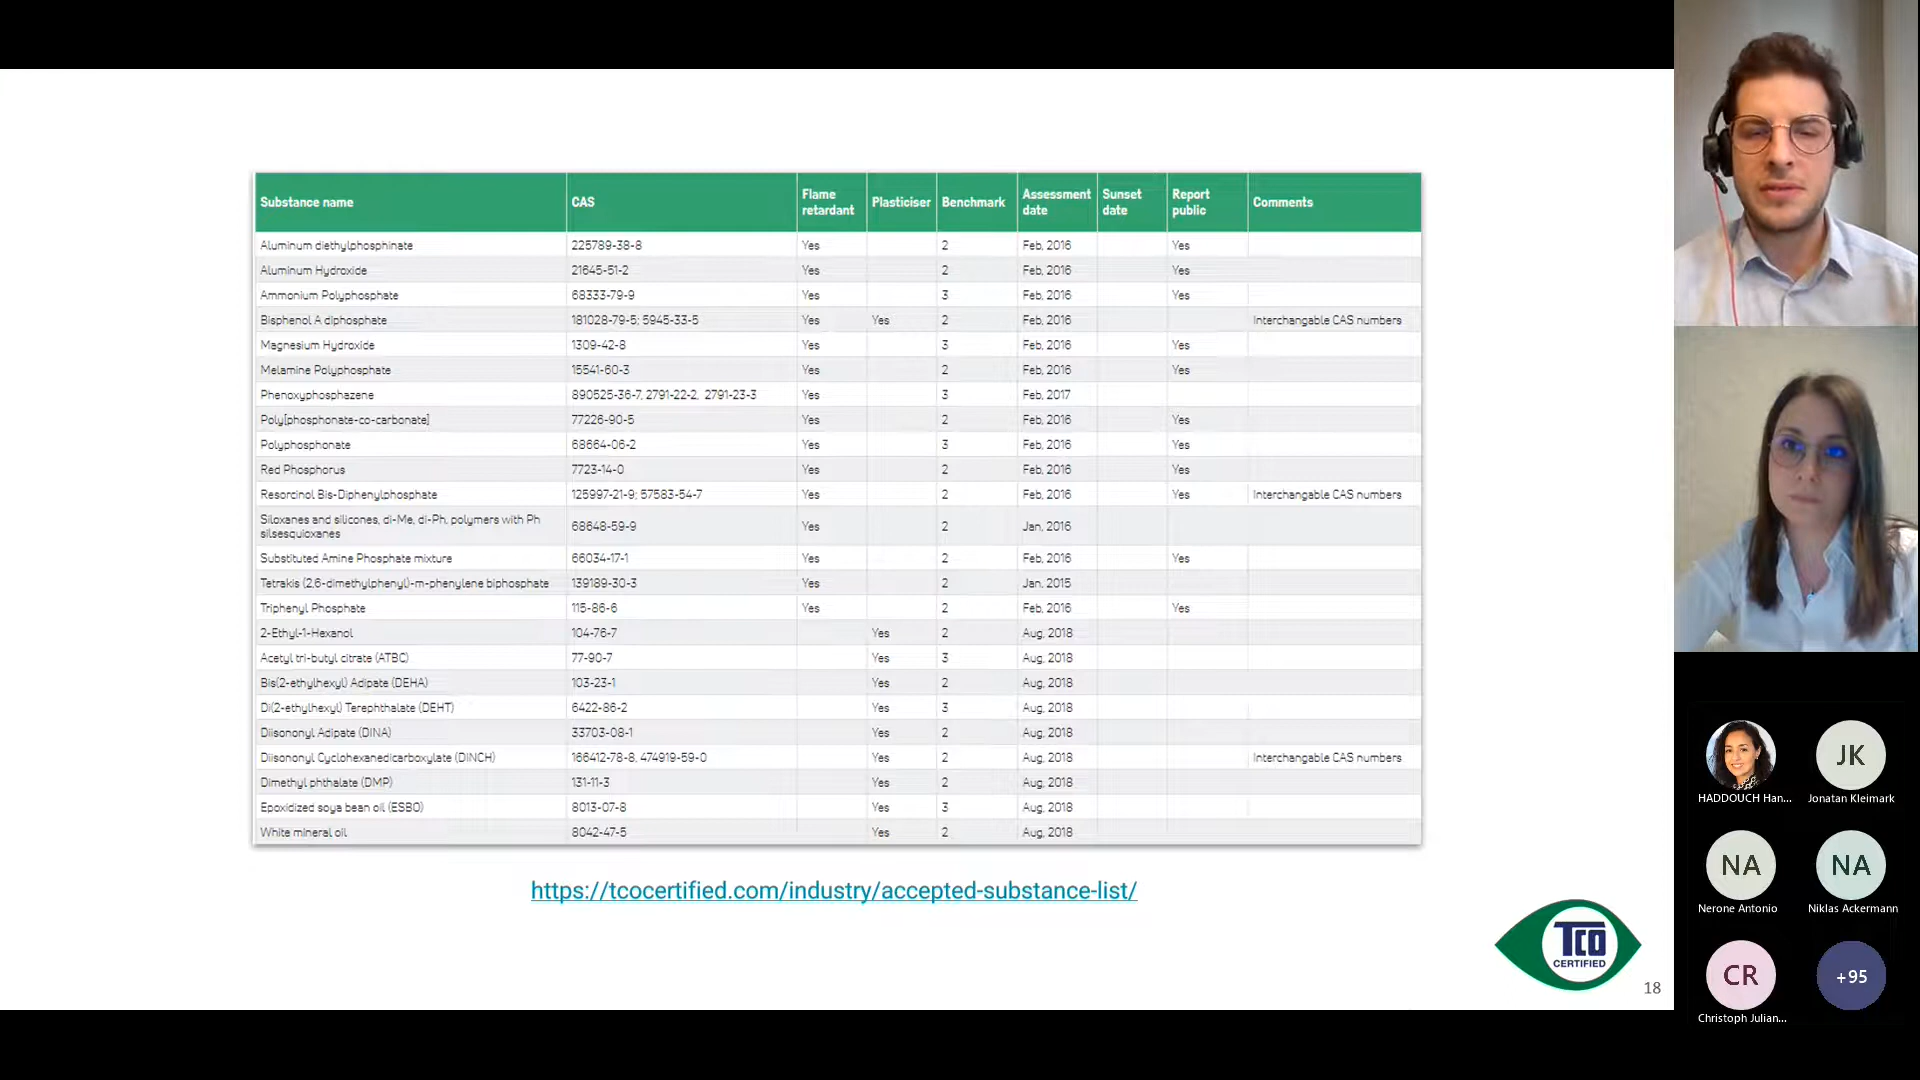 Substance name CAS Flame retardant Plasticiser Benchmark Assessment date Sunset date Report public Comments
Aluminum diethylphosphinate 225789-38-8 Yes 2 Feb, 2016 Yes
Aluminum Hydroxide 21645-51-2 Yes 2 Feb, 2016 Yes
Ammonium Polyphosphate 68333-79-9 Yes 3 Feb, 2016 Yes
Bisphenol A diphosphate 181028-79-5; 5945-33-5 Yes Yes 2 Feb, 2016 Interchangable CAS numbers
Magnesium Hydroxide 1309-42-8 Yes 3 Feb, 2016 Yes
Melamine Polyphosphate 15541-60-3 Yes 2 Feb, 2016 Yes
Phenoxyphosphazene 890525-36-7, 2791-22-2, 2791-23-3 Yes 3 Feb, 2017
Poly[phosphonate-co-carbonate] 77226-90-5 Yes 2 Feb, 2016 Yes
Polyphosphonate 68664-06-2 Yes 3 Feb, 2016 Yes
Red Phosphorus 7723-14-0 Yes 2 Feb, 2016 Yes
Resorcinol Bis-Diphenylphosphate 125997-21-9; 57583-54-7 Yes 2 Feb, 2016 Yes Interchangable CAS numbers
Siloxanes and silicones, di-Me, di-Ph, polymers with Ph
silsesquioxanes 68648-59-9 Yes 2 Jan, 2016
Substituted Amine Phosphate mixture 66034-17-1 Yes 2 Feb, 2016 Yes
Tetrakis (2,6-dimethylphenyl)-m-phenylene biphosphate 139189-30-3 Yes 2 Jan, 2015
Triphenyl Phosphate 115-86-6 Yes 2 Feb, 2016 Yes
2-Ethyl-1-Hexanol 104-76-7 Yes 2 Aug, 2018
Acetyl tri-butyl citrate (ATBC) 77-90-7 Yes 3 Aug, 2018
Bis(2-ethylhexyl) Adipate (DEHA) 103-23-1 Yes 2 Aug, 2018
Di(2-ethylhexyl) Terephthalate (DEHT) 6422-86-2 Yes 3 Aug, 2018
Diisononyl Adipate (DINA) 33703-08-1 Yes 2 Aug, 2018
Diisononyl Cyclohexanedicarboxylate (DINCH) 166412-78-8, 474919-59-0 Yes 2 Aug, 2018 Interchangable CAS numbers
Dimethyl phthalate (DMP) 131-11-3 Yes 2 Aug, 2018
Epoxidized soya bean oil (ESBO) 8013-07-8 Yes 3 Aug, 2018
White mineral oil 8042-47-5 Yes 2 Aug, 2018
https://tcocertified.com/industry/accepted-substance-list/
TCO
CERTIFIED
18
HADDOUCH Han...
JK
Jonatan Kleimark
NA
Nerone Antonio
NA
Niklas Ackermann
CR
Christoph Julian...
+95